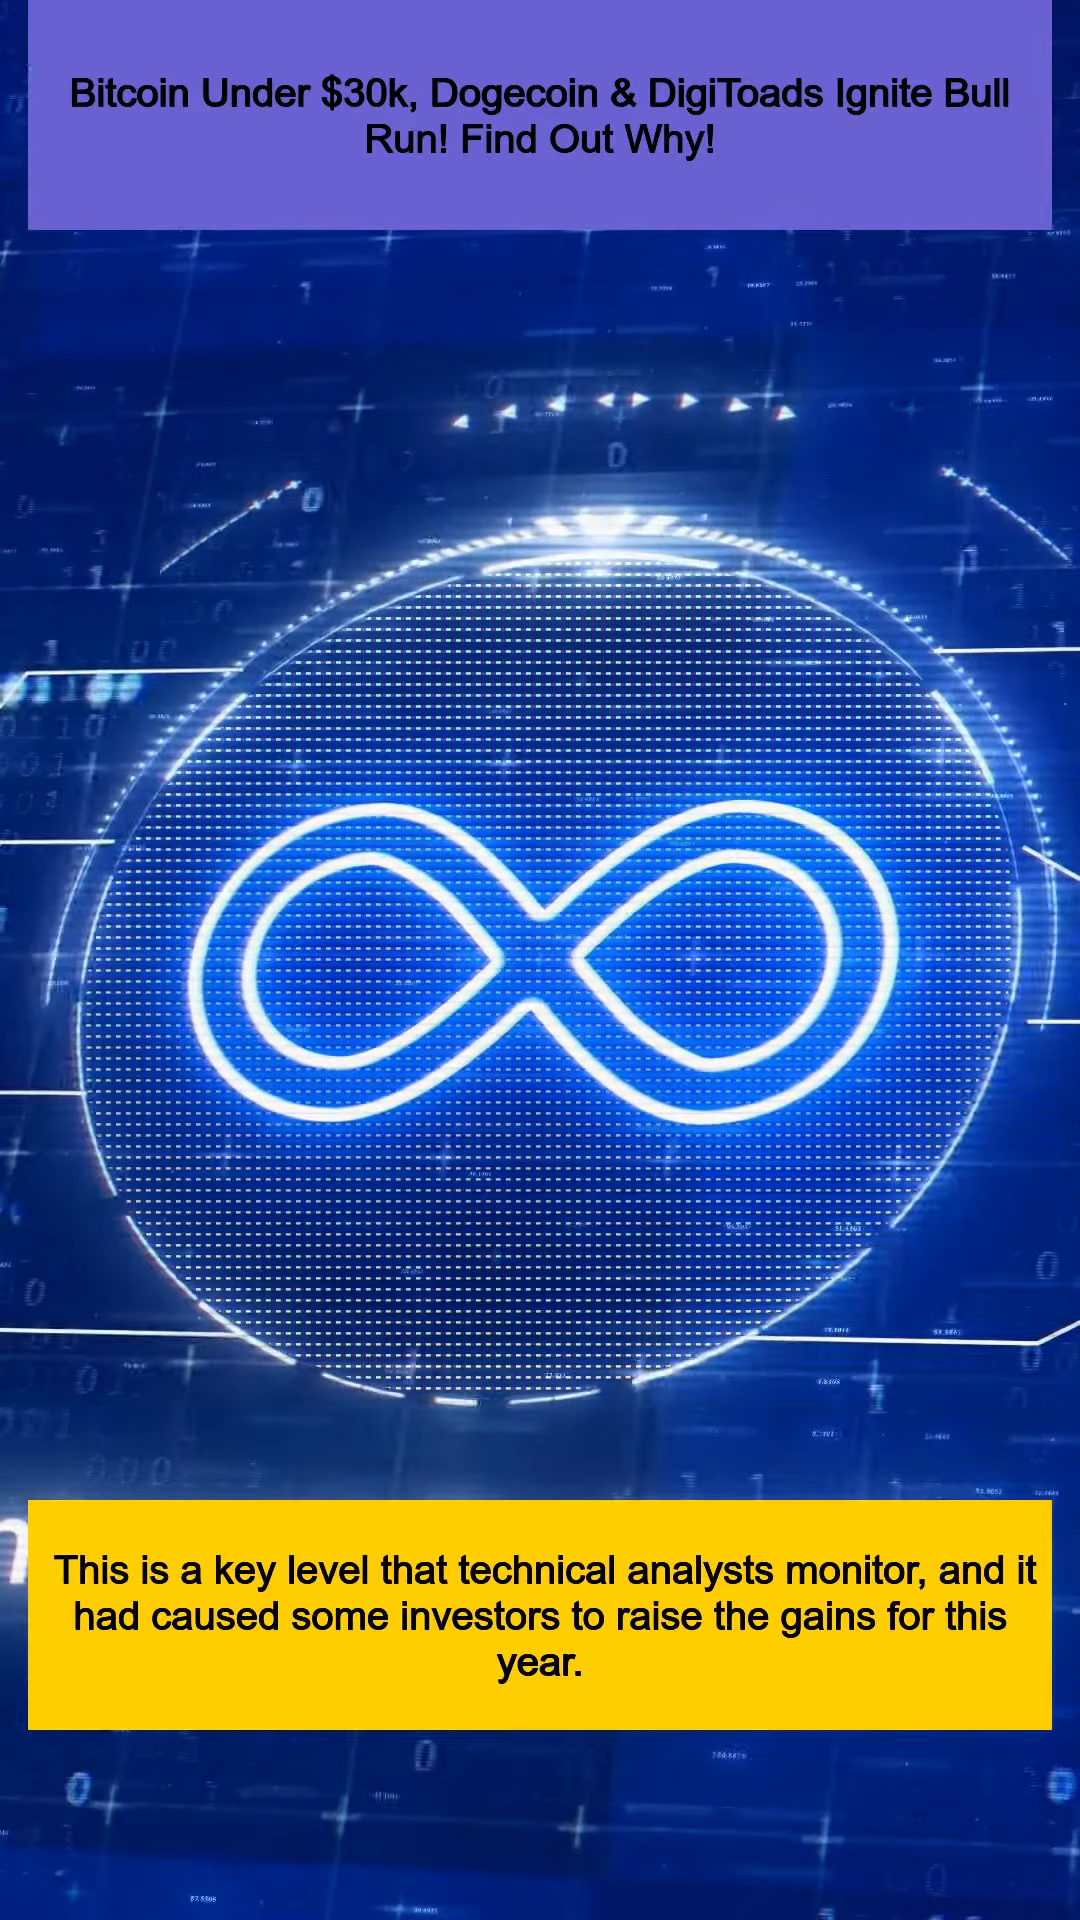 Bitcoin Under $30k, Dogecoin & DigiToads Ignite Bull
Run! Find Out Why!
This is a key level that technical analysts monitor, and it
had caused some investors to raise the gains for this
year.